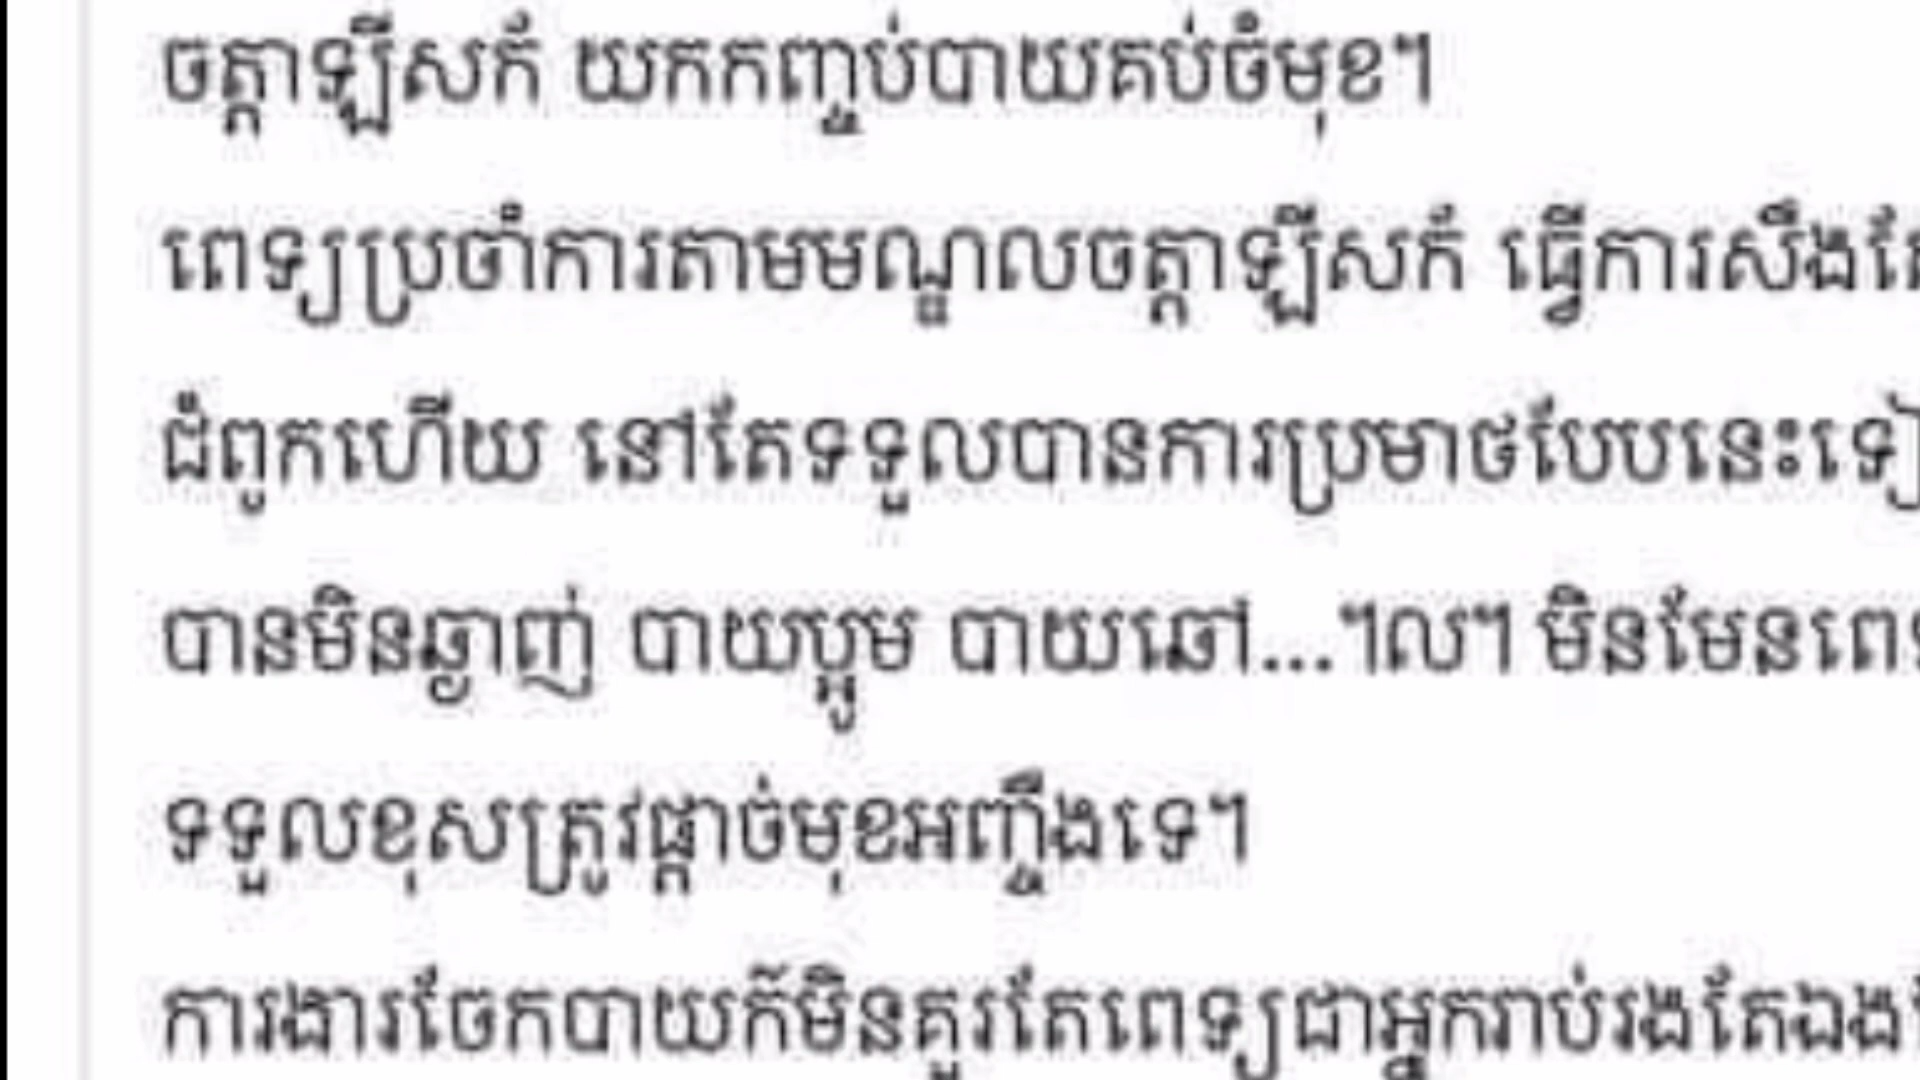 ចត្តាឡីសក៍ យកកញ្ចប់បាយគប់ចំមុខ។
ពេទ្យប្រចាំការតាមមណ្ឌលចត្តាឡីសក៍ ធ្វើការសឹងតែ
ដំពូកហើយ នៅតែទទួលបានការប្រមាថបែបនេះទៀ
បានមិនឆ្ងាញ់ បាយប្អូម បាយឆៅ...។ល។ មិនមែនពេ
ទទួលខុសត្រូវផ្ដាច់មុខអញ្ចឹងទេ។
ការងារចែកបាយក៏មិនគួរតែពេទ្យជាអ្នករាប់រងតែឯង